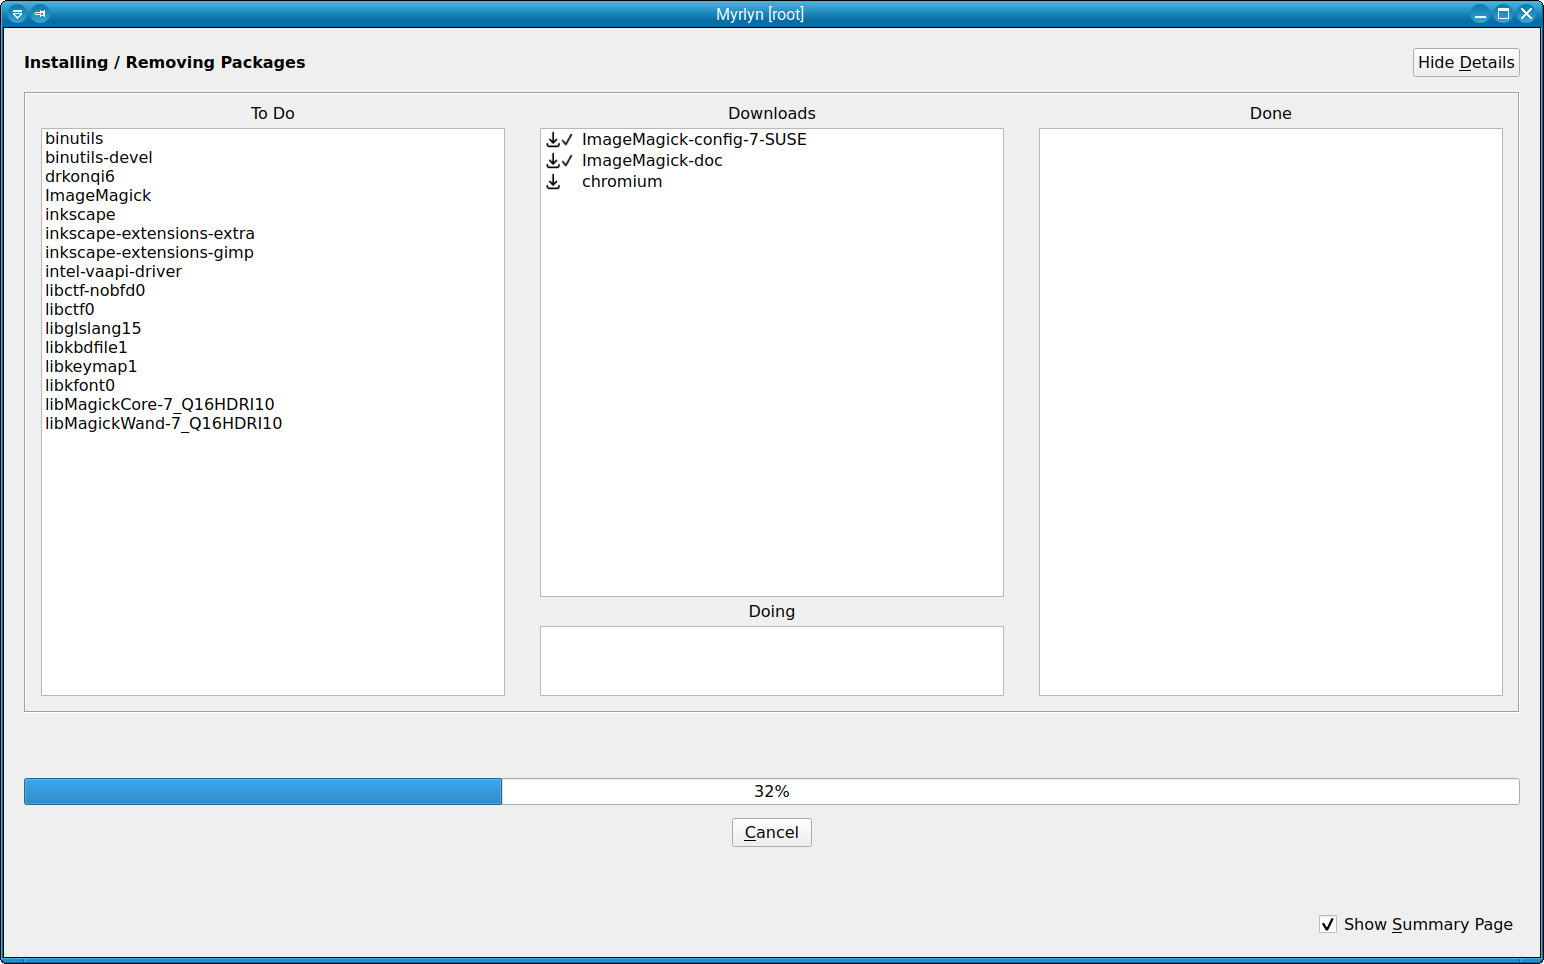 Myrlyn [root]
Installing / Removing Packages
Hide Details
To Do
binutils
binutils-devel
drkonqi6
ImageMagick
inkscape
inkscape-extensions-extra
inkscape-extensions-gimp
intel-vaapi-driver
libctf-nobfd0
libctf0
libglslang15
libkbdfile1
libkeymap1
libkfont0
libMagickCore-7_Q16HDRI10
libMagickWand-7_Q16HDRI10
Downloads
ImageMagick-config-7-SUSE
ImageMagick-doc
chromium
Doing
Done
32%
Cancel
Show Summary Page